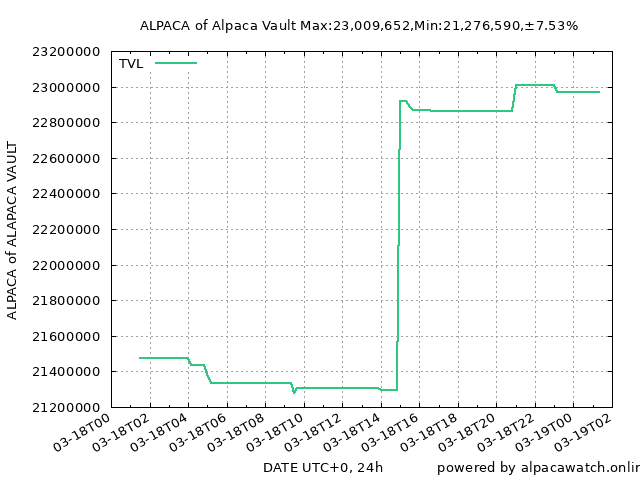 ALPACA of Alpaca Vault Max:23,009,652,Min:21,276,590,±7.53%
TVL
ALPACA of ALAPACA VAULT
23200000
23000000
22800000
22600000
22400000
22200000
22000000
21800000
21600000
21400000
21200000
03-18T00
03-18T02
03-18T04
03-18T06
03-18T08
03-18T10
03-18T12
03-18T14
03-18T16
03-18T18
03-18T20
03-18T22
03-19T00
03-19T02
DATE UTC+0, 24h
powered by alpacawatch.onlin